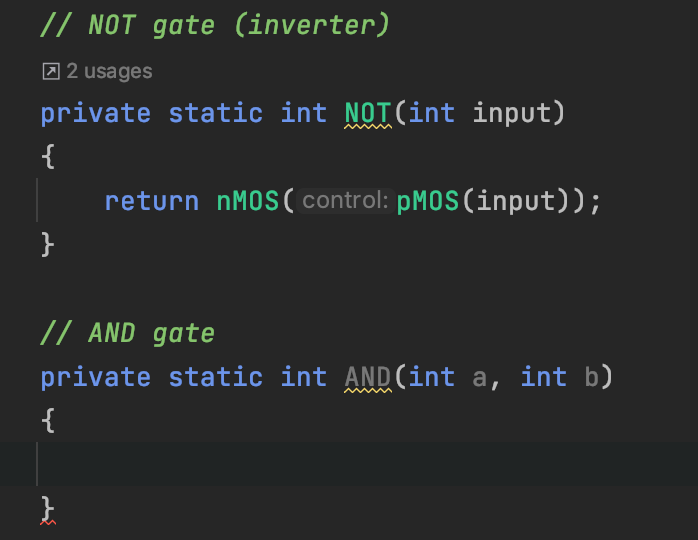 // NOT gate (inverter)
2 usages
private static int NOT(int input)
{
return nMOS( control: pMOS(input));
}
// AND gate
private static int AND(int a, int b)
{
}